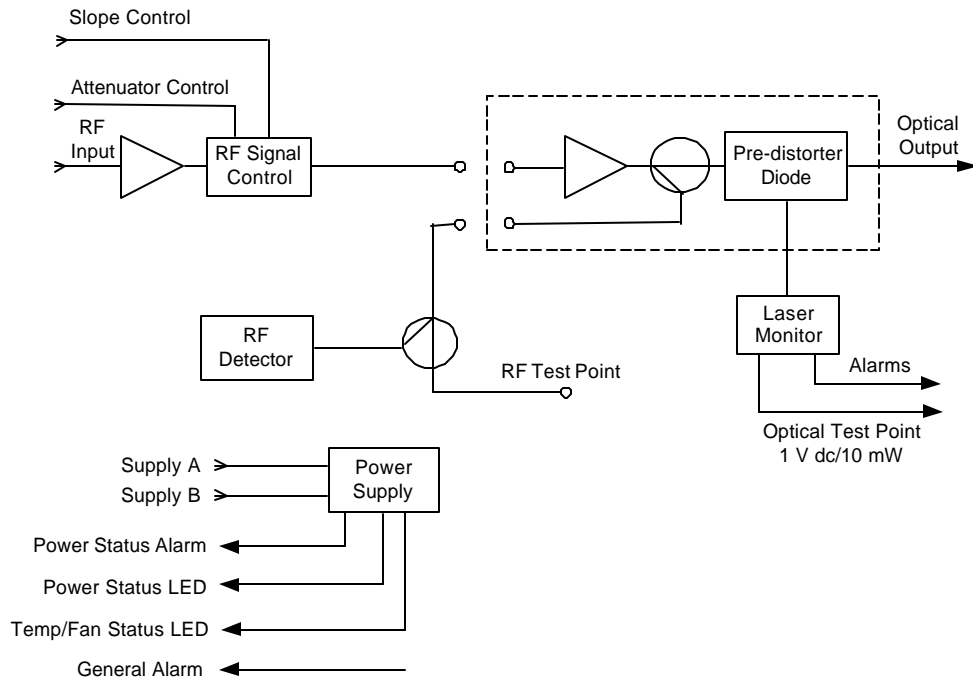 Slope Control
Attenuator Control
RF
Input
RF Signal
Control
Pre-distorter
Diode
Optical
Output
Laser
Monitor
RF
Detector
RF Test Point
Alarms
Optical Test Point
1 V dc/10 mW
Supply A
Supply B
Power
Supply
Power Status Alarm
Power Status LED
Temp/Fan Status LED
General Alarm